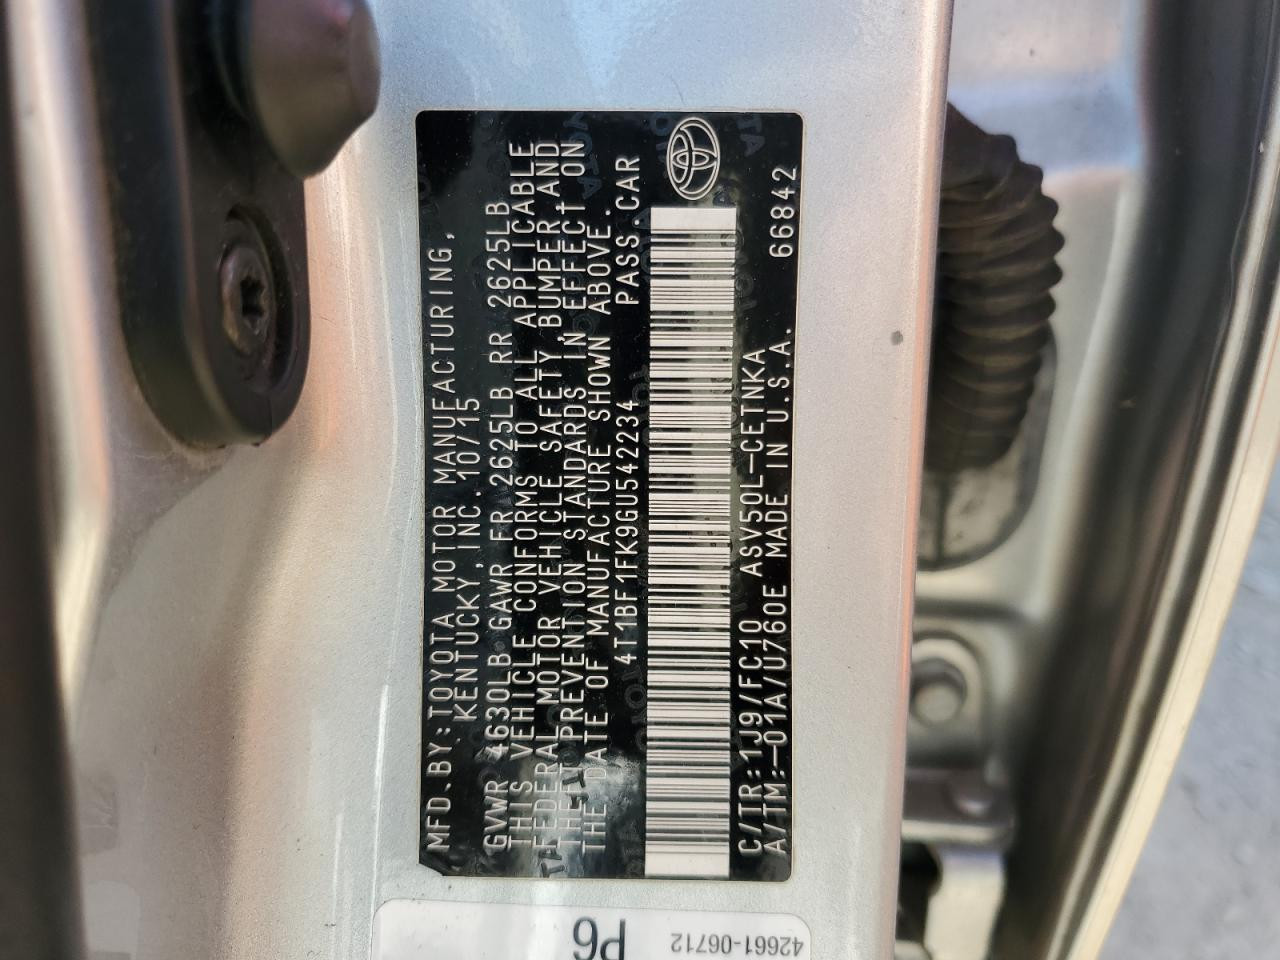 MFD.BY:TOYOTA MOTOR MANUFACTURING,
KENTUCKY, INC. 10/15
GVWR 4630LB GAWR FR 2625LB RR 2625LB
THIS VEHICLE CONFORMS TO ALL APPLICABLE
FEDERAL MOTOR VEHICLE SAFETY,BUMPER,AND
THEFT PREVENTION STANDARDS IN EFFECT ON
THE DATE OF MANUFACTURE SHOWN ABOVE.
4T1BF1FK9GU542234 PASS.CAR
C/TR:1J9/FC10 ASV50L-CETNKA
A/TM:-01A/U760E MADE IN U.S.A. 66842
P6
42661-06712